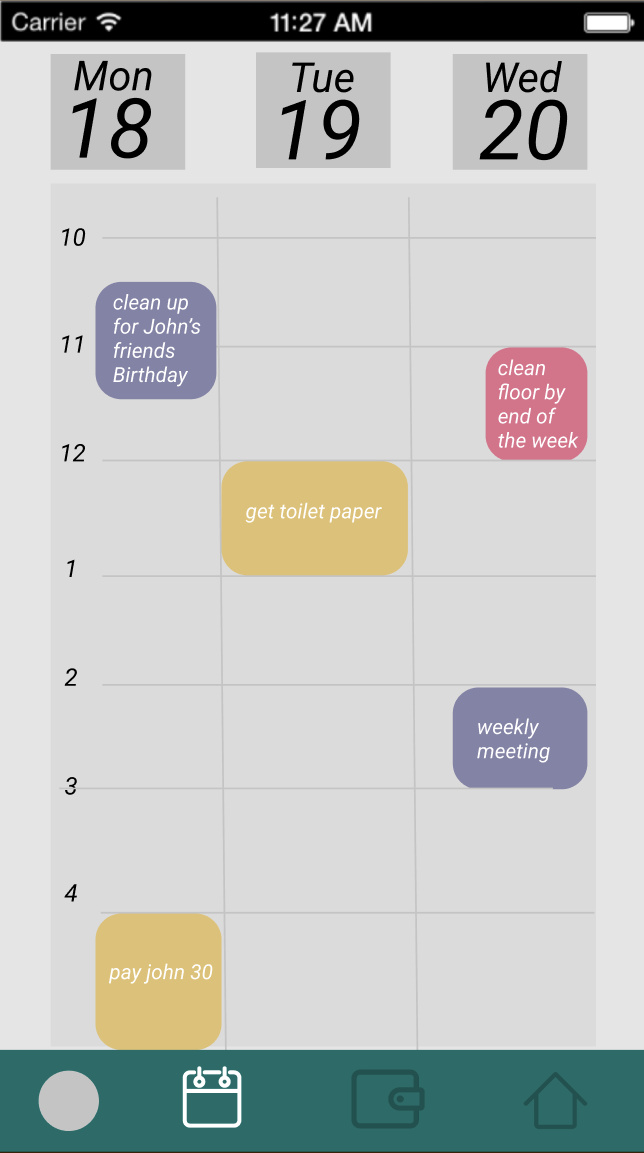 Carrier 11:27 AM
Mon Tue Wed
18 19 20
10
clean up
for John's
friends
Birthday
11
clean
floor by
end of
the week
12
get toilet paper
1
2
weekly
meeting
3
4
pay john 30